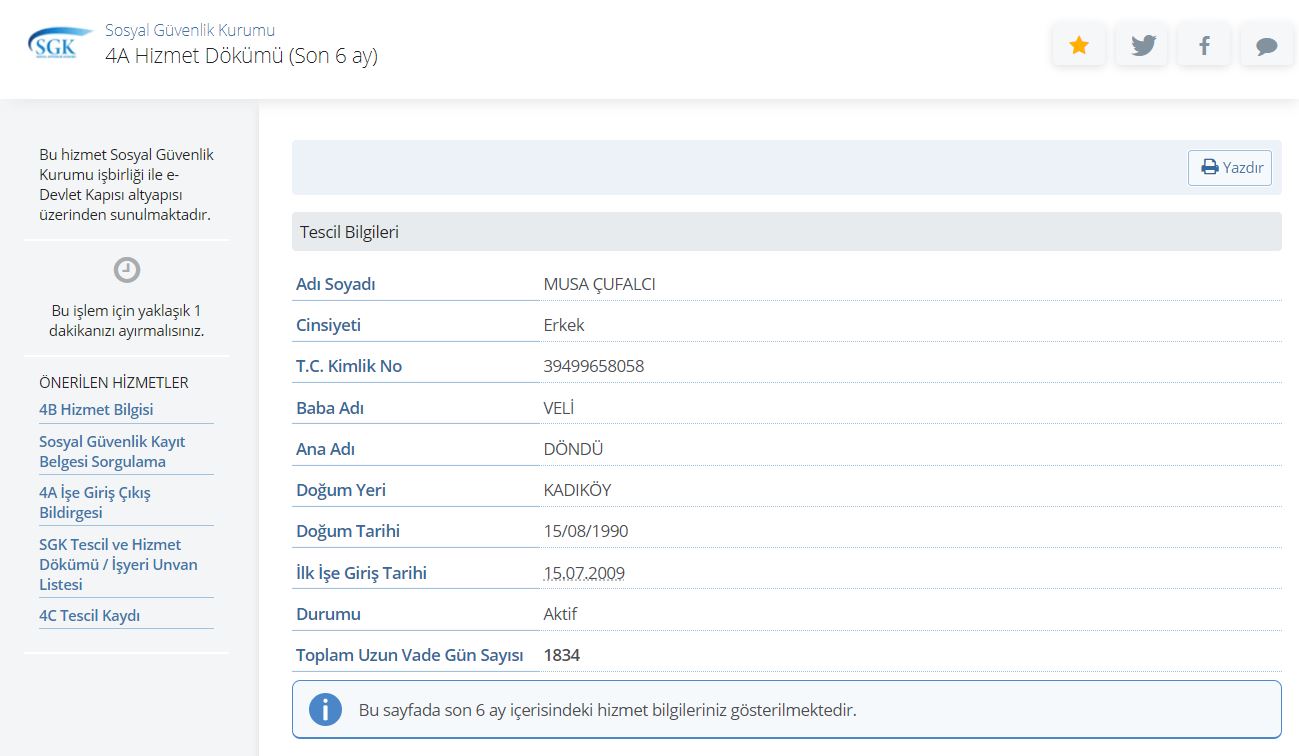 SGK
Sosyal Güvenlik Kurumu
4A Hizmet Dökümü (Son 6 ay)
Bu hizmet Sosyal Güvenlik
Kurumu işbirliği ile e-
Devlet Kapısı altyapısı
üzerinden sunulmaktadır.
Bu işlem için yaklaşık 1
dakikanızı ayırmalısınız.
ÖNERİLEN HİZMETLER
4B Hizmet Bilgisi
Sosyal Güvenlik Kayıt
Belgesi Sorgulama
4A İşe Giriş Çıkış
Bildirgesi
SGK Tescil ve Hizmet
Dökümü / İşyeri Unvan
Listesi
4C Tescil Kaydı
Yazdır
Tescil Bilgileri
Adı Soyadı MUSA ÇUFALCI
Cinsiyeti Erkek
T.C. Kimlik No 39499658058
Baba Adı VELİ
Ana Adı DÖNDÜ
Doğum Yeri KADIKÖY
Doğum Tarihi 15/08/1990
İlk İşe Giriş Tarihi 15.07.2009
Durumu Aktif
Toplam Uzun Vade Gün Sayısı 1834
Bu sayfada son 6 ay içerisindeki hizmet bilgileriniz gösterilmektedir.